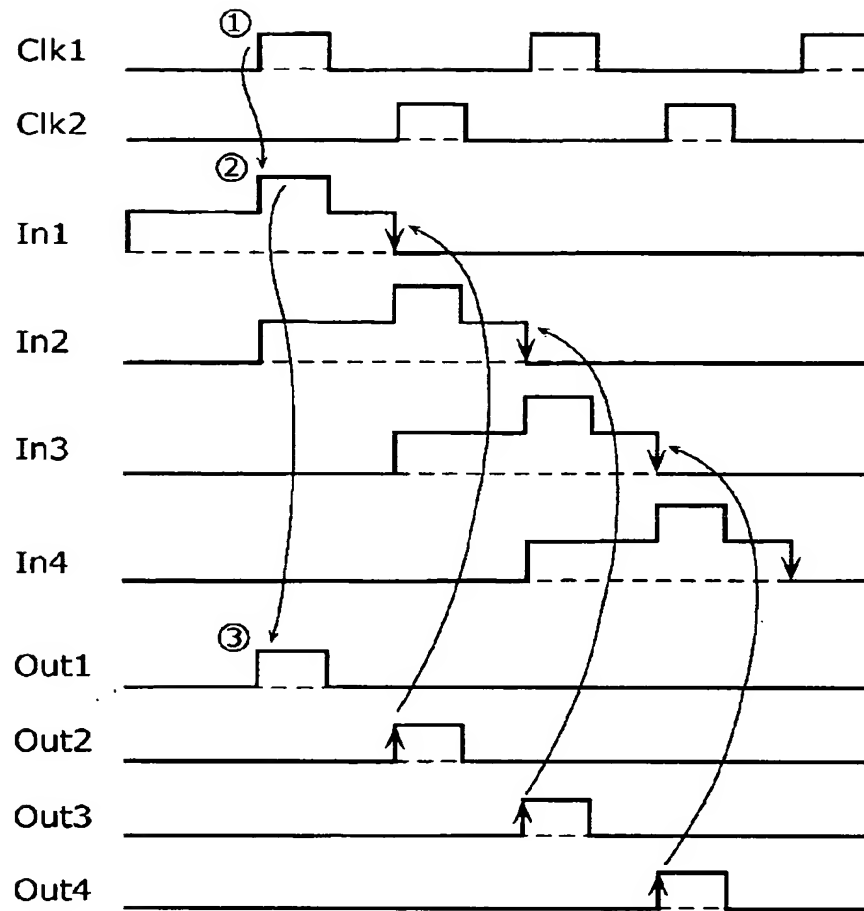 ①
Clk1
Clk2
②
In1
In2
In3
In4
③
Out1
Out2
Out3
Out4